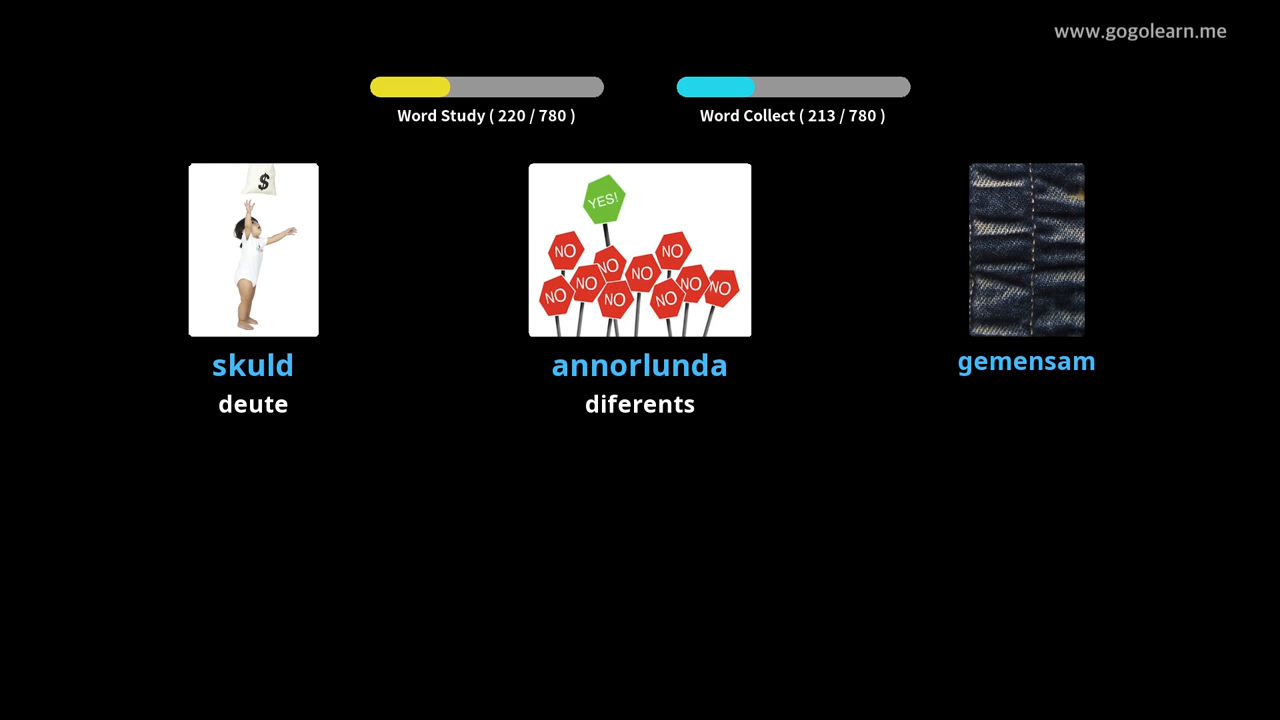 www.gogolearn.me
Word Study ( 220 / 780 )
Word Collect ( 213 / 780 )
$
YES!
NO
NO
NO
NO
NO
NO
NO
NO
NO
NO
skuld
annorlunda
gemensam
deute
diferents